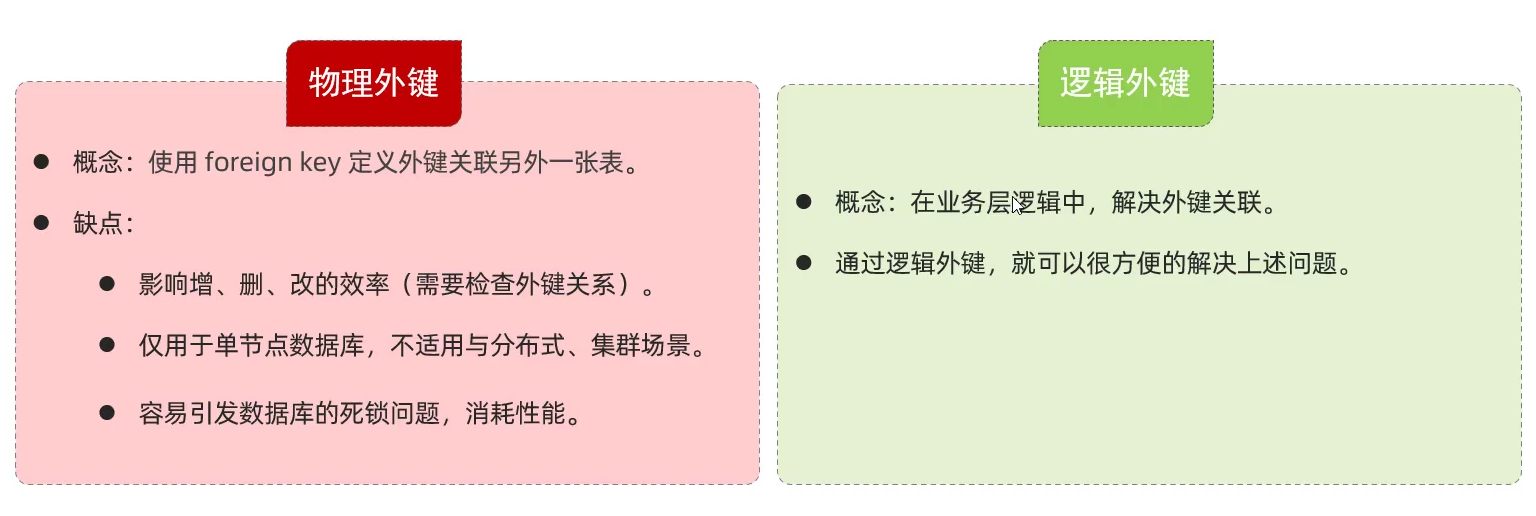 物理外键
概念：使用 foreign key 定义外键关联另外一张表。
缺点：
影响增、删、改的效率（需要检查外键关系）。
仅用于单节点数据库，不适用与分布式、集群场景。
容易引发数据库的死锁问题，消耗性能。
逻辑外键
概念：在业务层逻辑中，解决外键关联。
通过逻辑外键，就可以很方便的解决上述问题。